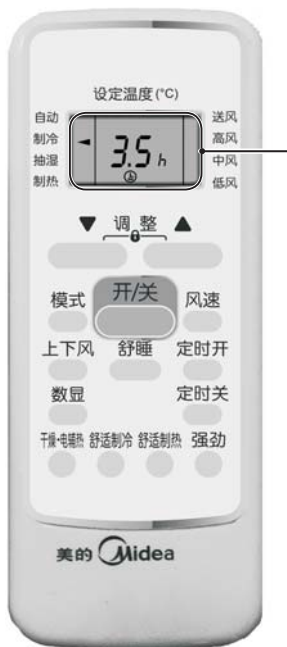 设定温度(°C)
自动 送风
制冷 3.5 h 高风
抽湿 中风
制热 低风
▼ 调整 ▲
模式 开/关 风速
上下风 舒睡 定时开
数显 定时关
干燥•电辅热 舒适制冷 舒适制热 强劲
美的 Midea